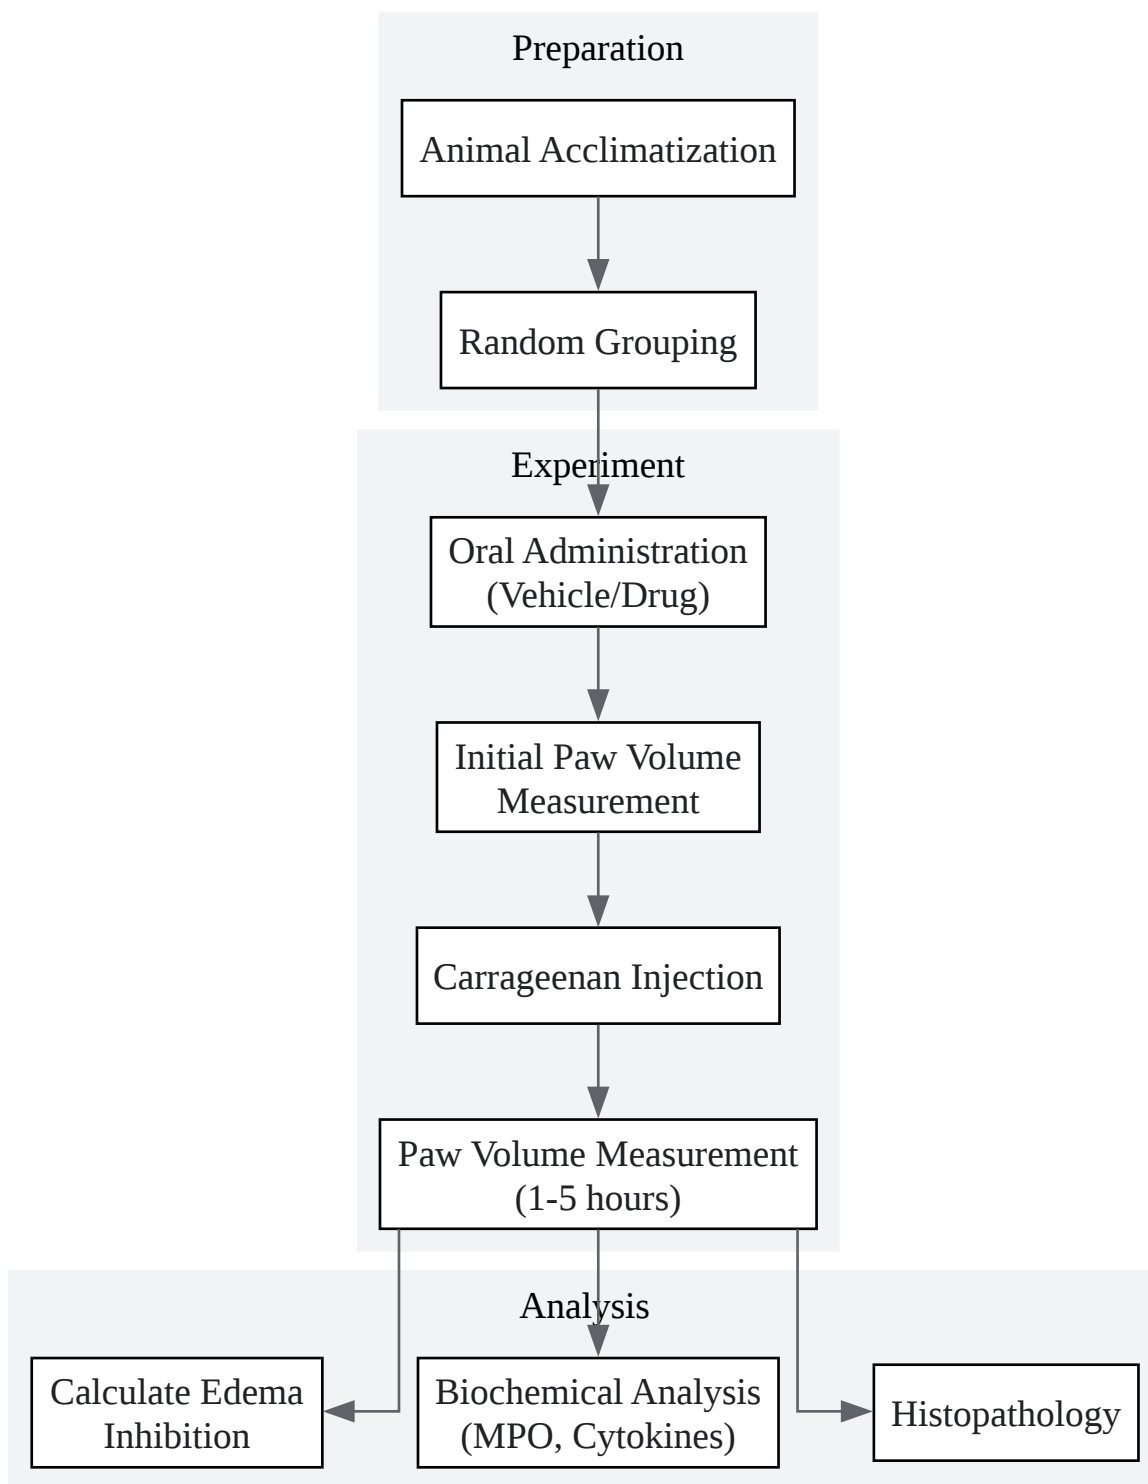 Preparation
Animal Acclimatization
Random Grouping
Experiment
Oral Administration
(Vehicle/Drug)
Initial Paw Volume
Measurement
Carrageenan Injection
Paw Volume Measurement
(1-5 hours)
Analysis
Calculate Edema
Inhibition
Biochemical Analysis
(MPO, Cytokines)
Histopathology